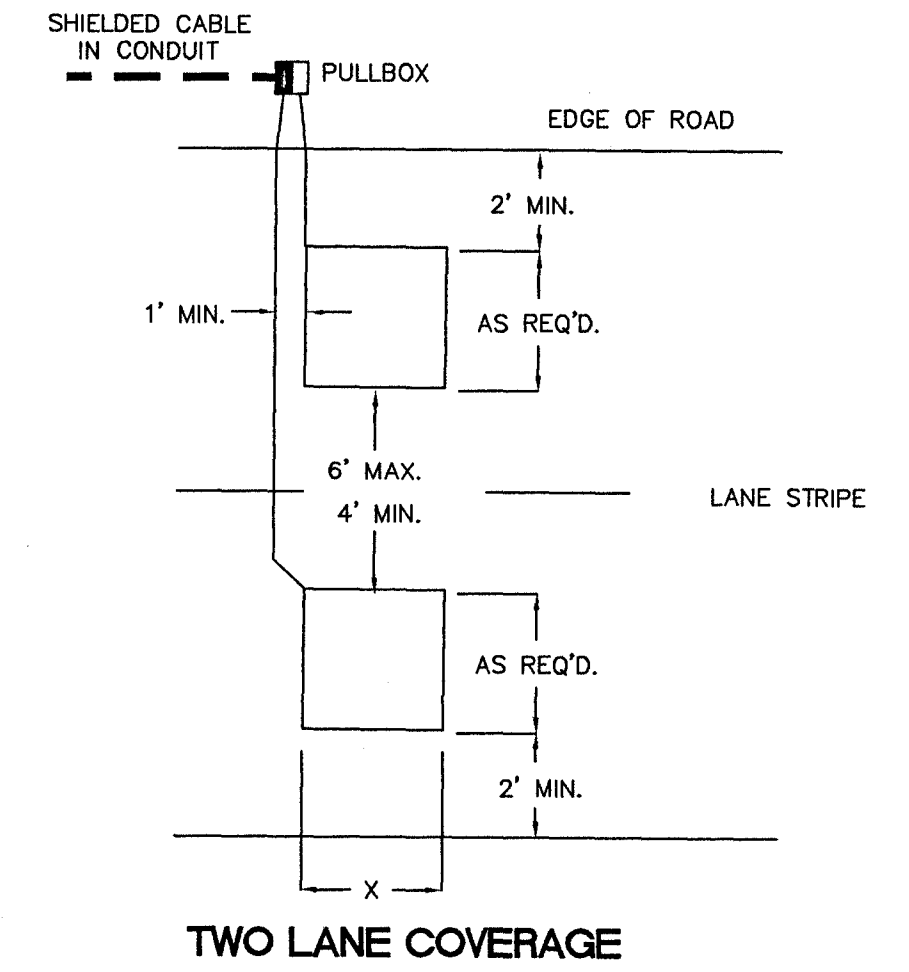 SHIELDED CABLE
IN CONDUIT
PULLBOX
EDGE OF ROAD
2' MIN.
1' MIN.
AS REQ'D.
6' MAX.
4' MIN.
LANE STRIPE
AS REQ'D.
2' MIN.
X
TWO LANE COVERAGE